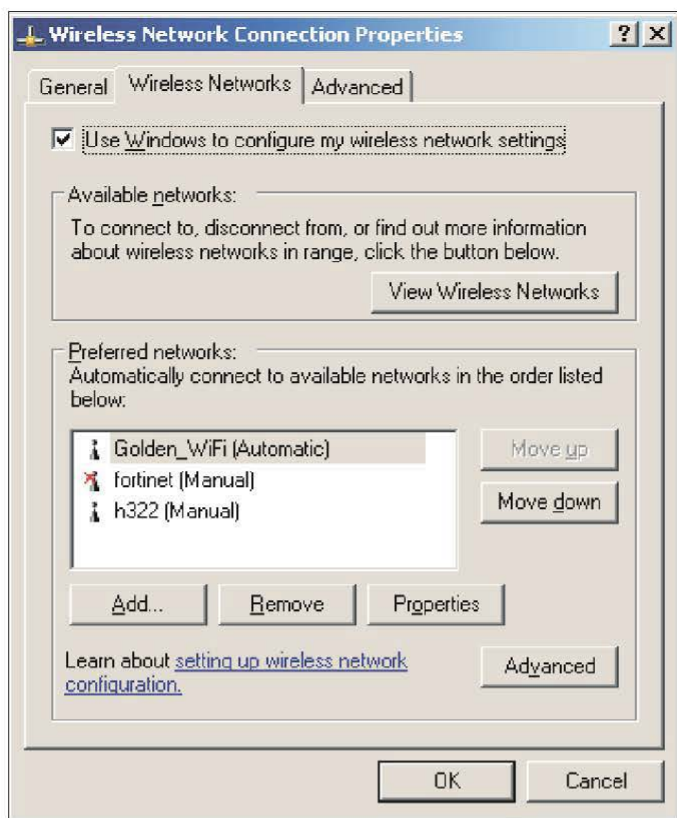 Wireless Network Connection Properties
General Wireless Networks Advanced
Use Windows to configure my wireless network settings
Available networks:
To connect to, disconnect from, or find out more information
about wireless networks in range, click the button below.
View Wireless Networks
Preferred networks:
Automatically connect to available networks in the order listed
below:
Golden_WiFi (Automatic)
Move up
fortinet (Manual)
Move down
h322 (Manual)
Add... Remove Properties
Learn about setting up wireless network
configuration.
Advanced
OK Cancel